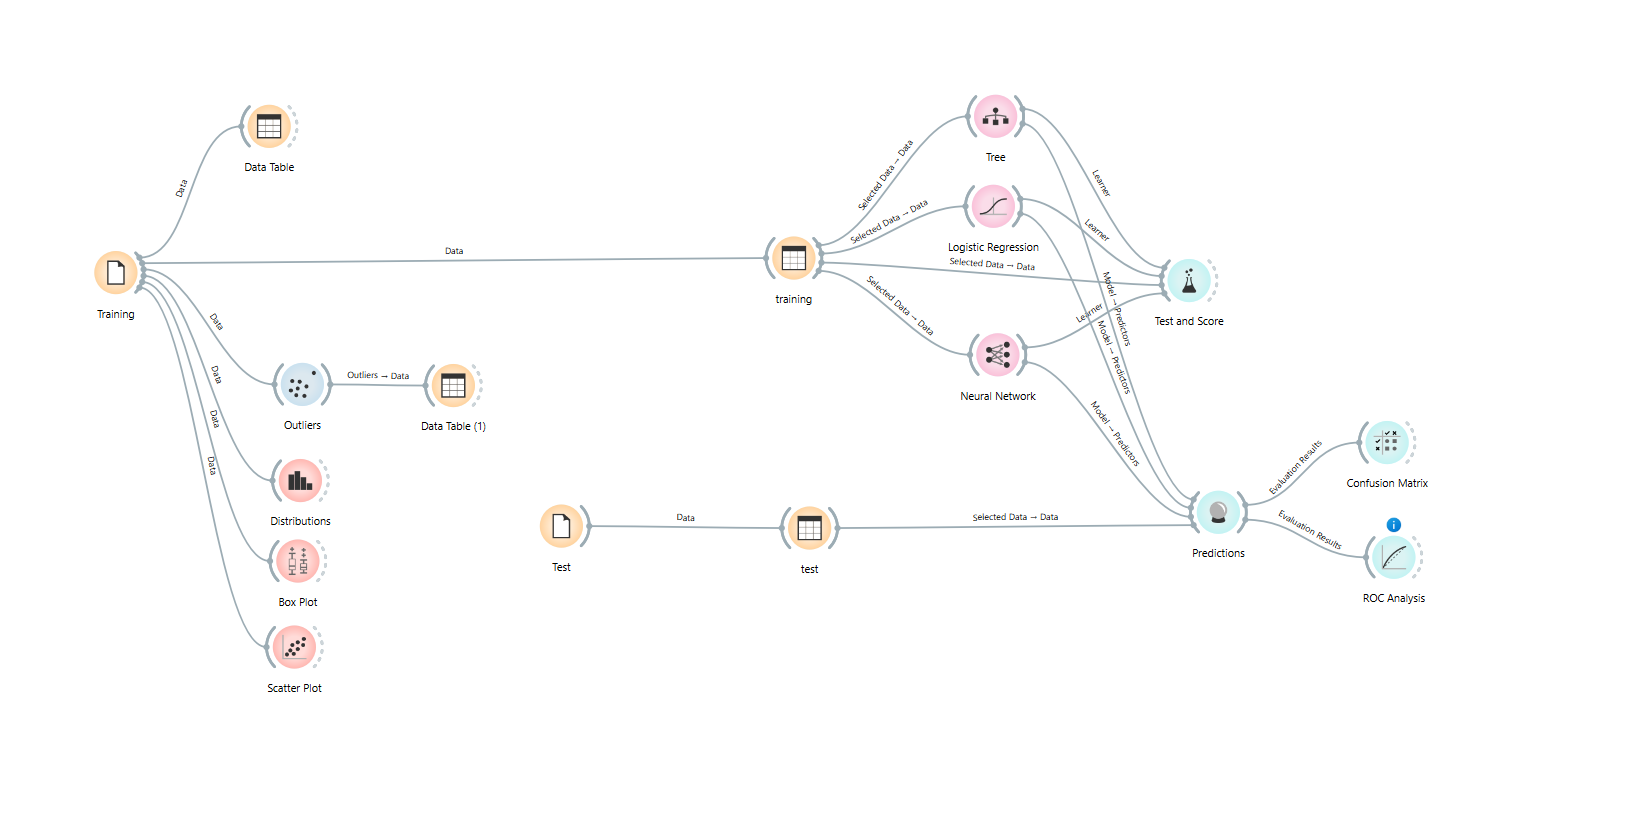 Data Table
Data
Training
Data
Data
Outliers
Outliers → Data
Data Table (1)
Data
Distributions
Data
Box Plot
Data
Scatter Plot
training
Selected Data → Data
Tree
Selected Data → Data
Logistic Regression
Selected Data → Data
Selected Data → Data
Neural Network
Learner
Learner
Learner
Test and Score
Model → Predictors
Model → Predictors
Model → Predictors
Test
Data
test
Selected Data → Data
Predictions
Evaluation Results
Confusion Matrix
Evaluation Results
i
ROC Analysis